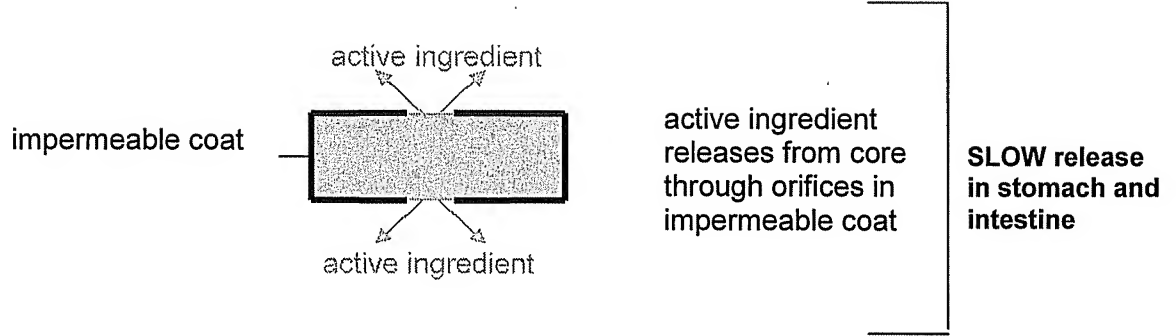 active ingredient
impermeable coat
active ingredient
active ingredient
releases from core
through orifices in
impermeable coat
SLOW release
in stomach and
intestine